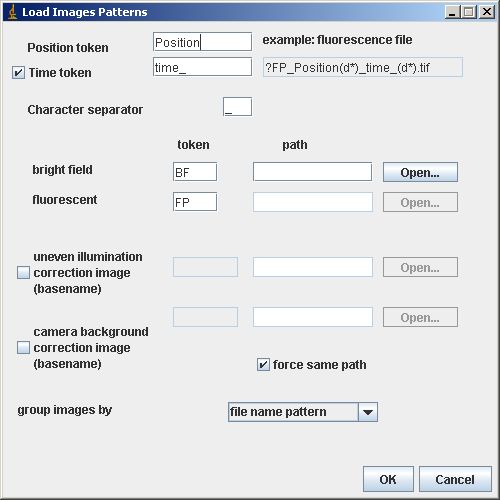 Load Images Patterns
Position token Position example: fluorescence file
Time token time_ ?FP_Position(d*)_time_(d*).tif
Character separator _
token path
bright field BF Open...
fluorescent FP Open...
uneven illumination
correction image Open...
(basename)
camera background Open...
correction image
(basename)
force same path
group images by file name pattern
OK Cancel